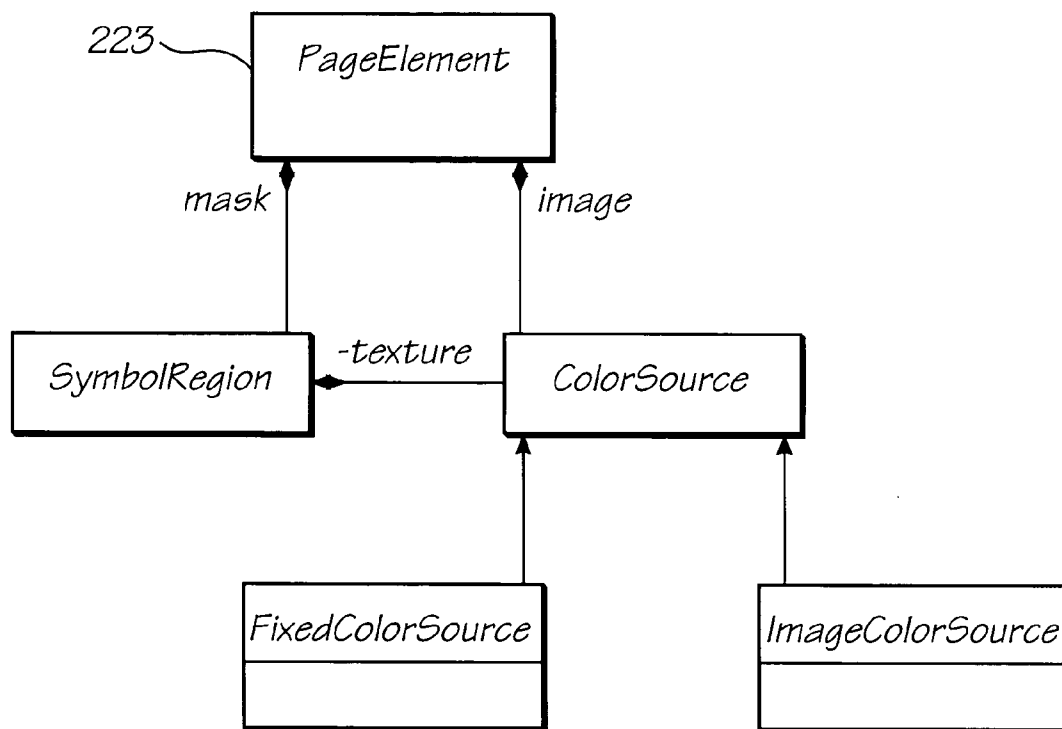 223
PageElement
mask
image
SymbolRegion
-texture
ColorSource
FixedColorSource
ImageColorSource